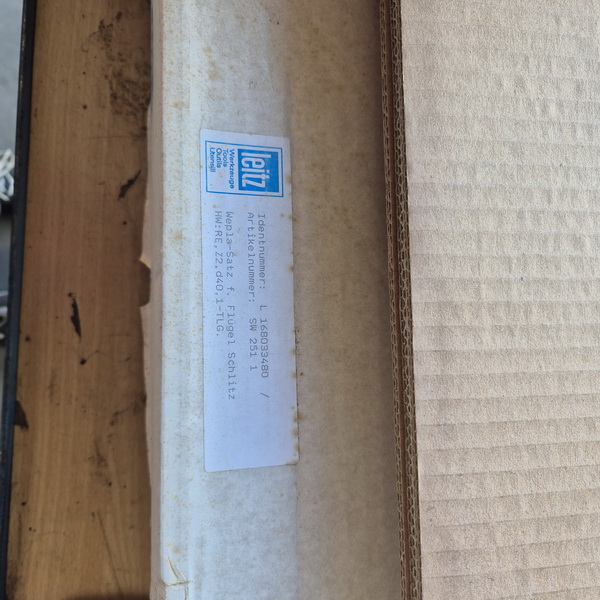 leitz
Werkzeuge
Tools
Outils
Utensili
Identnummer: L 168033480 /
Artikelnummer: SW 251 1
Wepla-Satz f. Flügel Schlitz
HW:RE,Z2,d40,1-TLG.